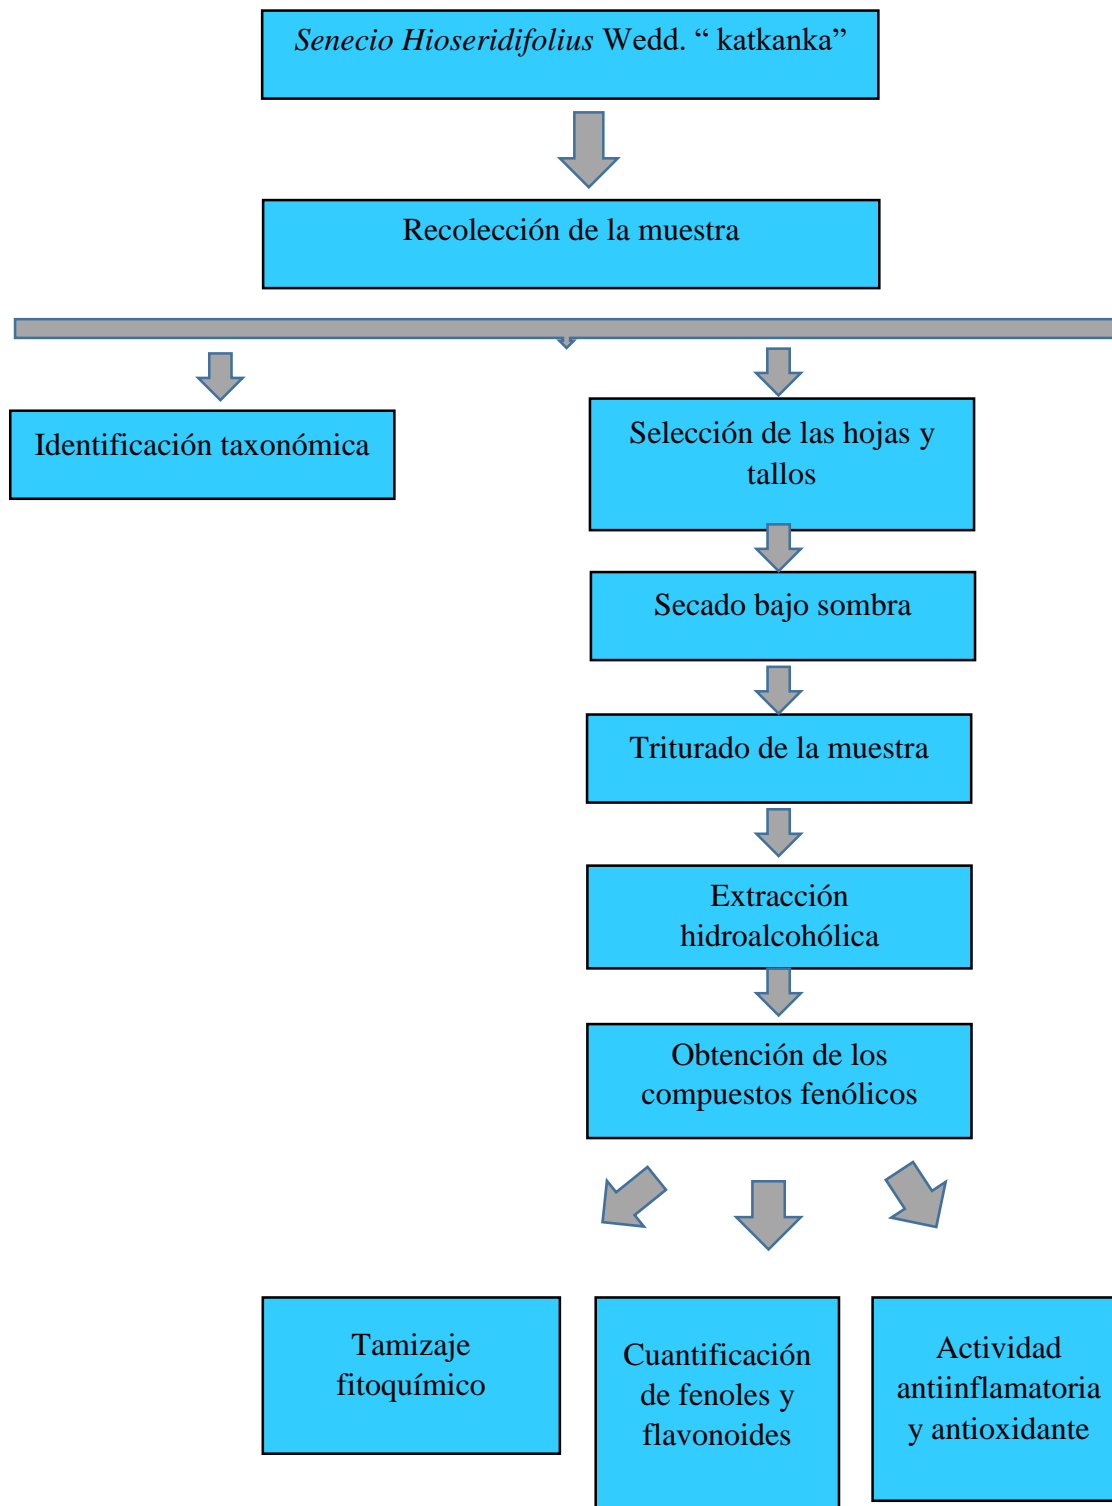 Senecio Hioseridifolius Wedd. “ katkanka”
Recolección de la muestra
Identificación taxonómica
Selección de las hojas y
tallos
Secado bajo sombra
Triturado de la muestra
Extracción
hidroalcohólica
Obtención de los
compuestos fenólicos
Tamizaje
fitoquímico
Cuantificación
de fenoles y
flavonoides
Actividad
antiinflamatoria
y antioxidante